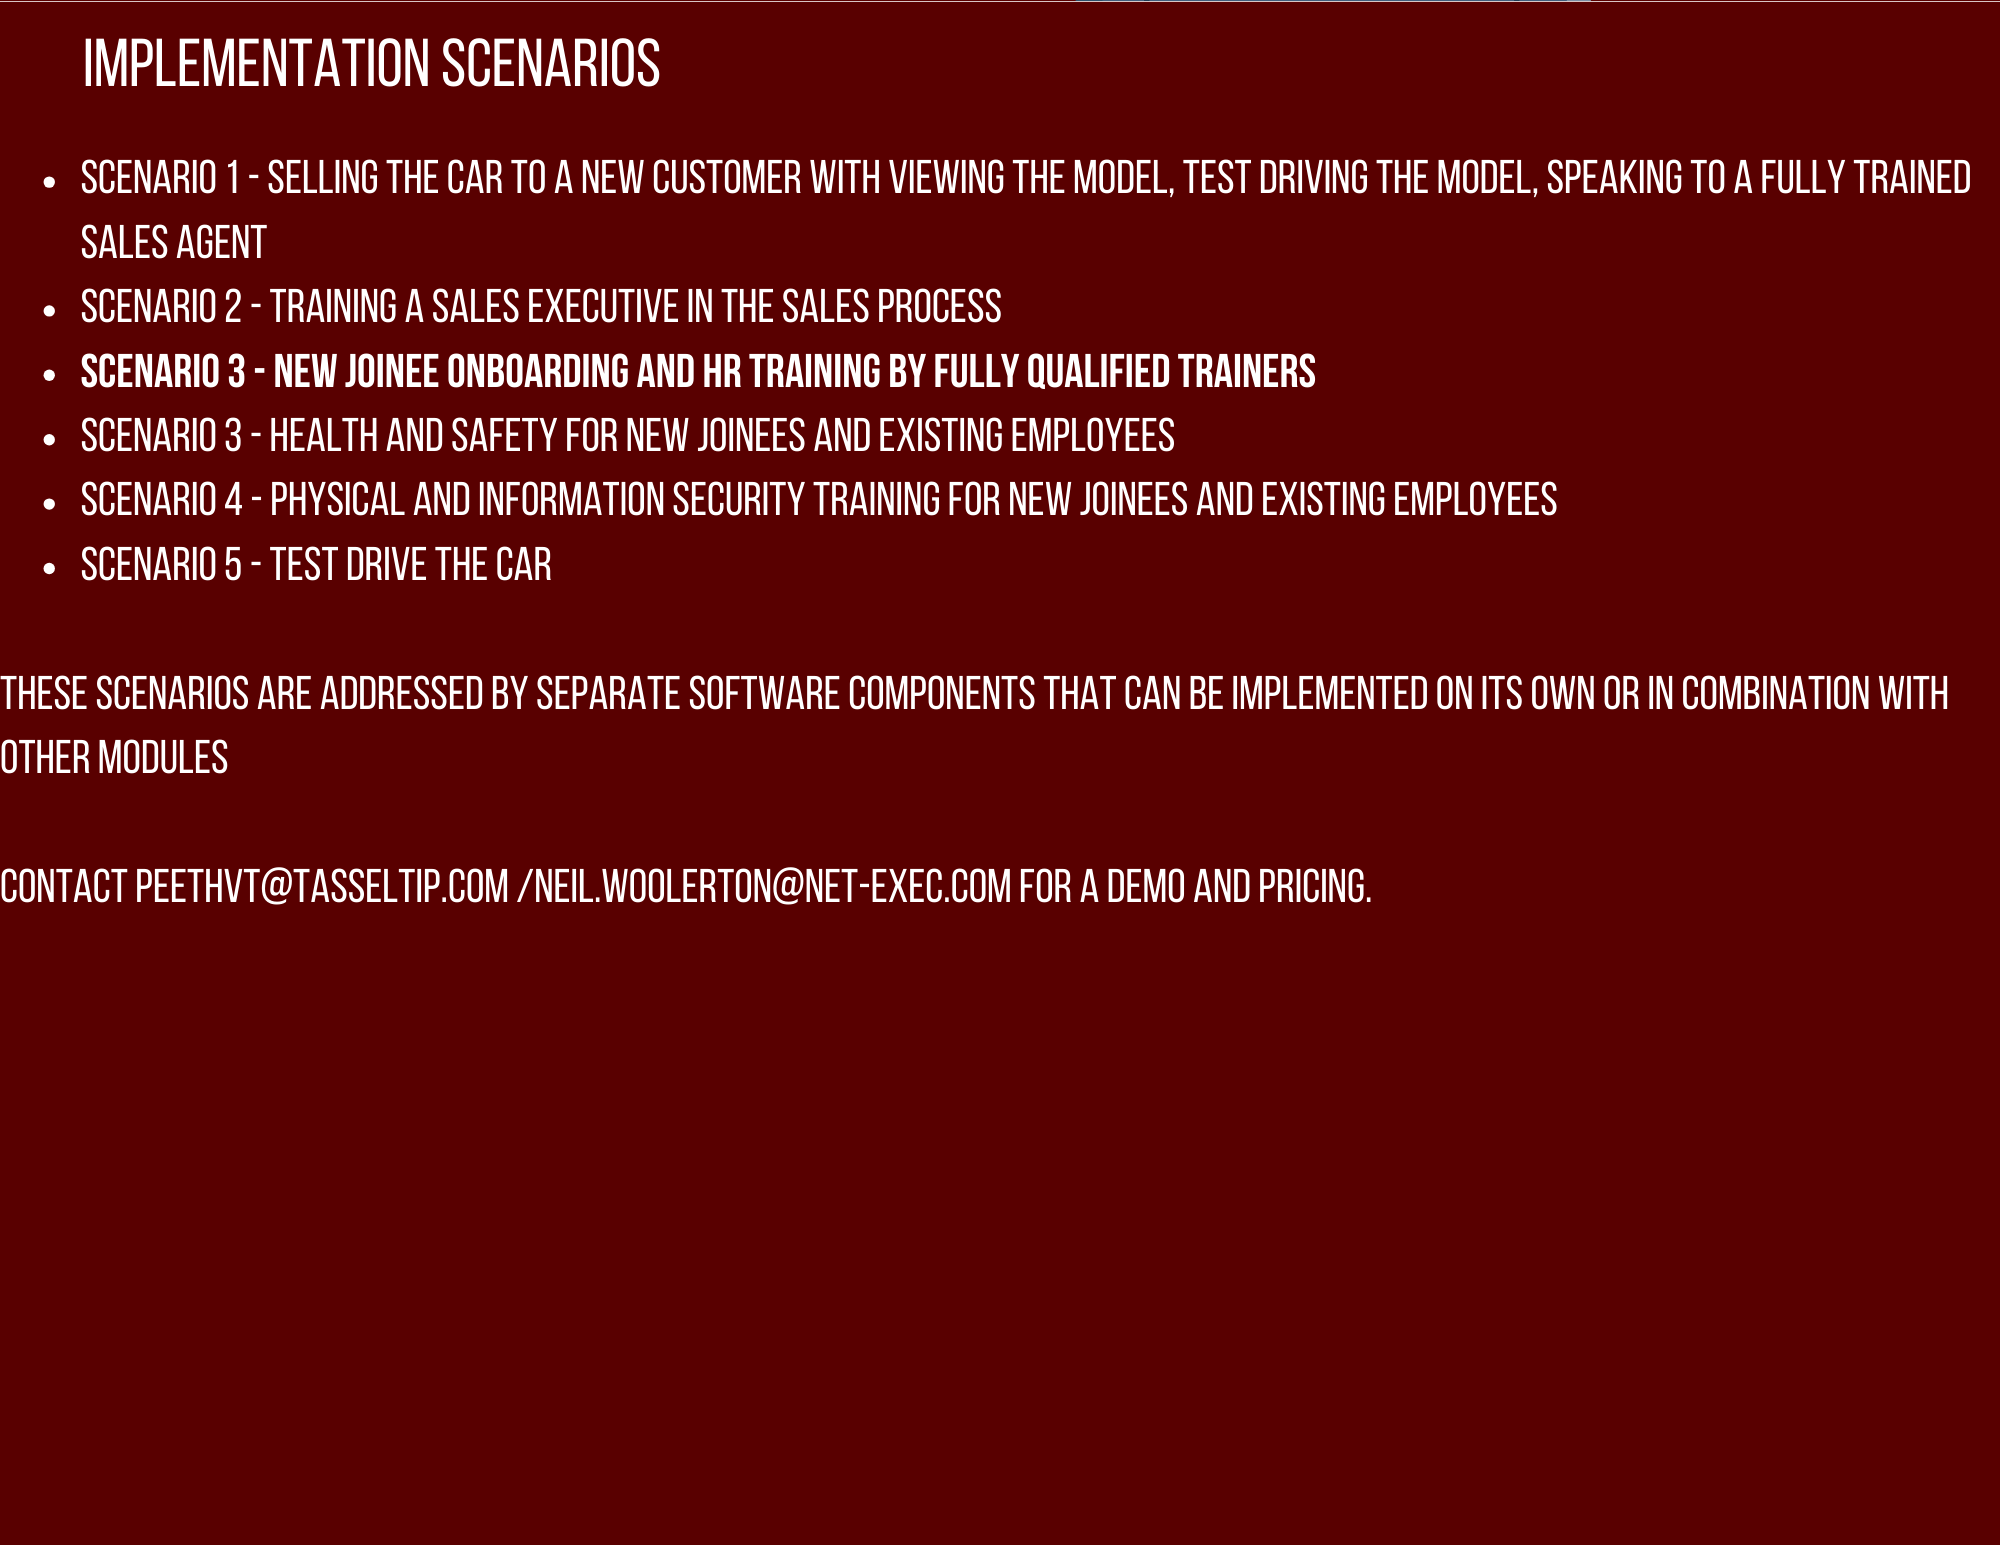 IMPLEMENTATION SCENARIOS
• SCENARIO 1 - SELLING THE CAR TO A NEW CUSTOMER WITH VIEWING THE MODEL, TEST DRIVING THE MODEL, SPEAKING TO A FULLY TRAINED
SALES AGENT
• SCENARIO 2 - TRAINING A SALES EXECUTIVE IN THE SALES PROCESS
• SCENARIO 3 - NEW JOINEE ONBOARDING AND HR TRAINING BY FULLY QUALIFIED TRAINERS
• SCENARIO 3 - HEALTH AND SAFETY FOR NEW JOINEES AND EXISTING EMPLOYEES
• SCENARIO 4 - PHYSICAL AND INFORMATION SECURITY TRAINING FOR NEW JOINEES AND EXISTING EMPLOYEES
• SCENARIO 5 - TEST DRIVE THE CAR
THESE SCENARIOS ARE ADDRESSED BY SEPARATE SOFTWARE COMPONENTS THAT CAN BE IMPLEMENTED ON ITS OWN OR IN COMBINATION WITH
OTHER MODULES
CONTACT PEETHVT@TASSELTIP.COM /NEIL.WOOLERTON@NET-EXEC.COM FOR A DEMO AND PRICING.